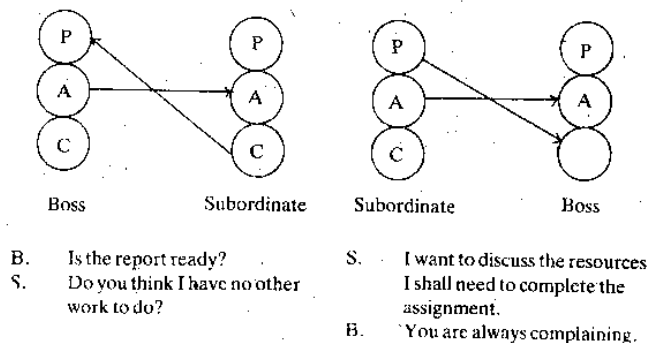 P P
A A
C C
Boss Subordinate
B. Is the report ready?
S. Do you think I have no other
work to do?
P P
A A
C
Subordinate Boss
S. I want to discuss the resources
I shall need to complete the
assignment.
B. You are always complaining.